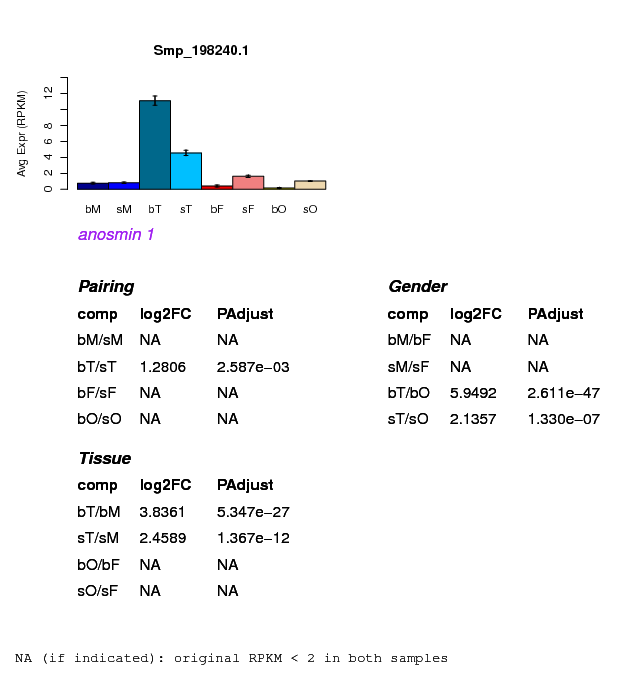 Smp_198240.1
Avg Expr (RPKM)
0 2 4 6 8 12
bM sM bT sT bF sF bO sO
anosmin 1
Pairing
comp log2FC PAdjust
bM/sM NA NA
bT/sT 1.2806 2.587e−03
bF/sF NA NA
bO/sO NA NA
Gender
comp log2FC PAdjust
bM/bF NA NA
sM/sF NA NA
bT/bO 5.9492 2.611e−47
sT/sO 2.1357 1.330e−07
Tissue
comp log2FC PAdjust
bT/bM 3.8361 5.347e−27
sT/sM 2.4589 1.367e−12
bO/bF NA NA
sO/sF NA NA
NA (if indicated): original RPKM < 2 in both samples